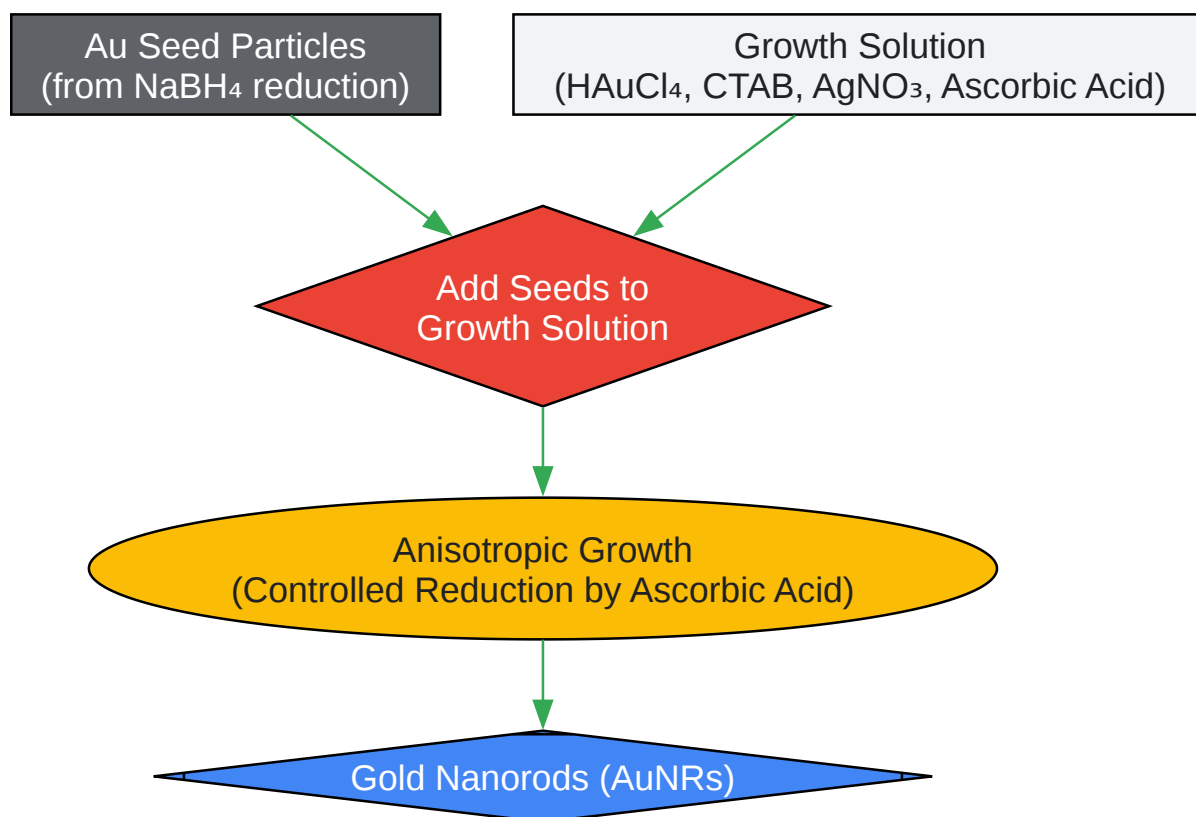 Au Seed Particles
(from NaBH₄ reduction)
Growth Solution
(HAuCl₄, CTAB, AgNO₃, Ascorbic Acid)
Add Seeds to
Growth Solution
Anisotropic Growth
(Controlled Reduction by Ascorbic Acid)
Gold Nanorods (AuNRs)